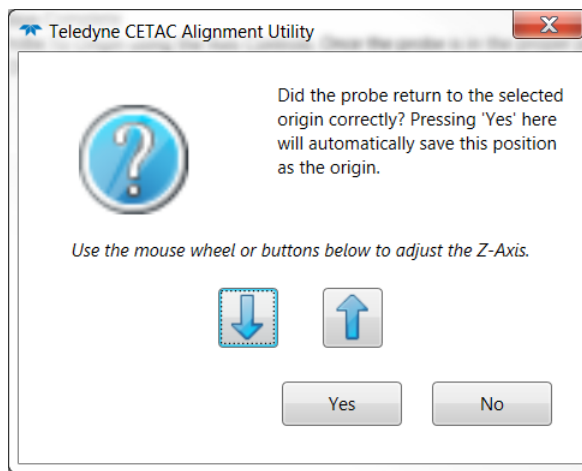 Teledyne CETAC Alignment Utility
Did the probe return to the selected
origin correctly? Pressing 'Yes' here
will automatically save this position
as the origin.
Use the mouse wheel or buttons below to adjust the Z-Axis.
Yes
No